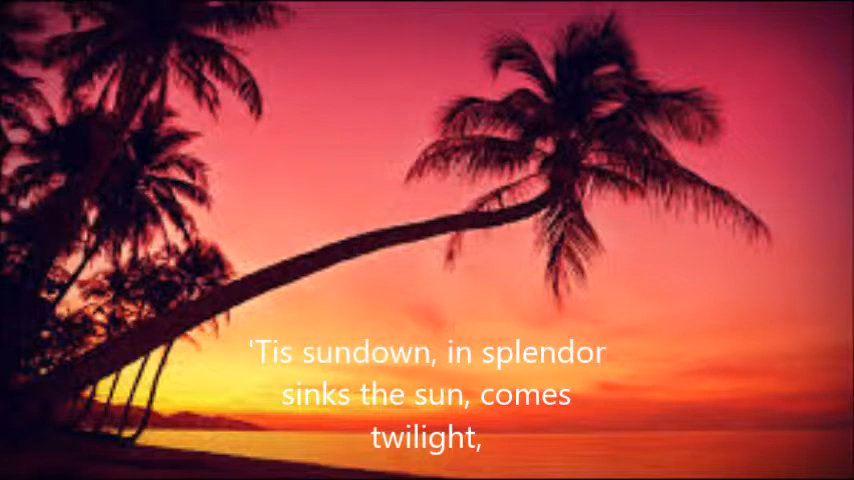 'Tis sundown, in splendor
sinks the sun, comes
twilight,